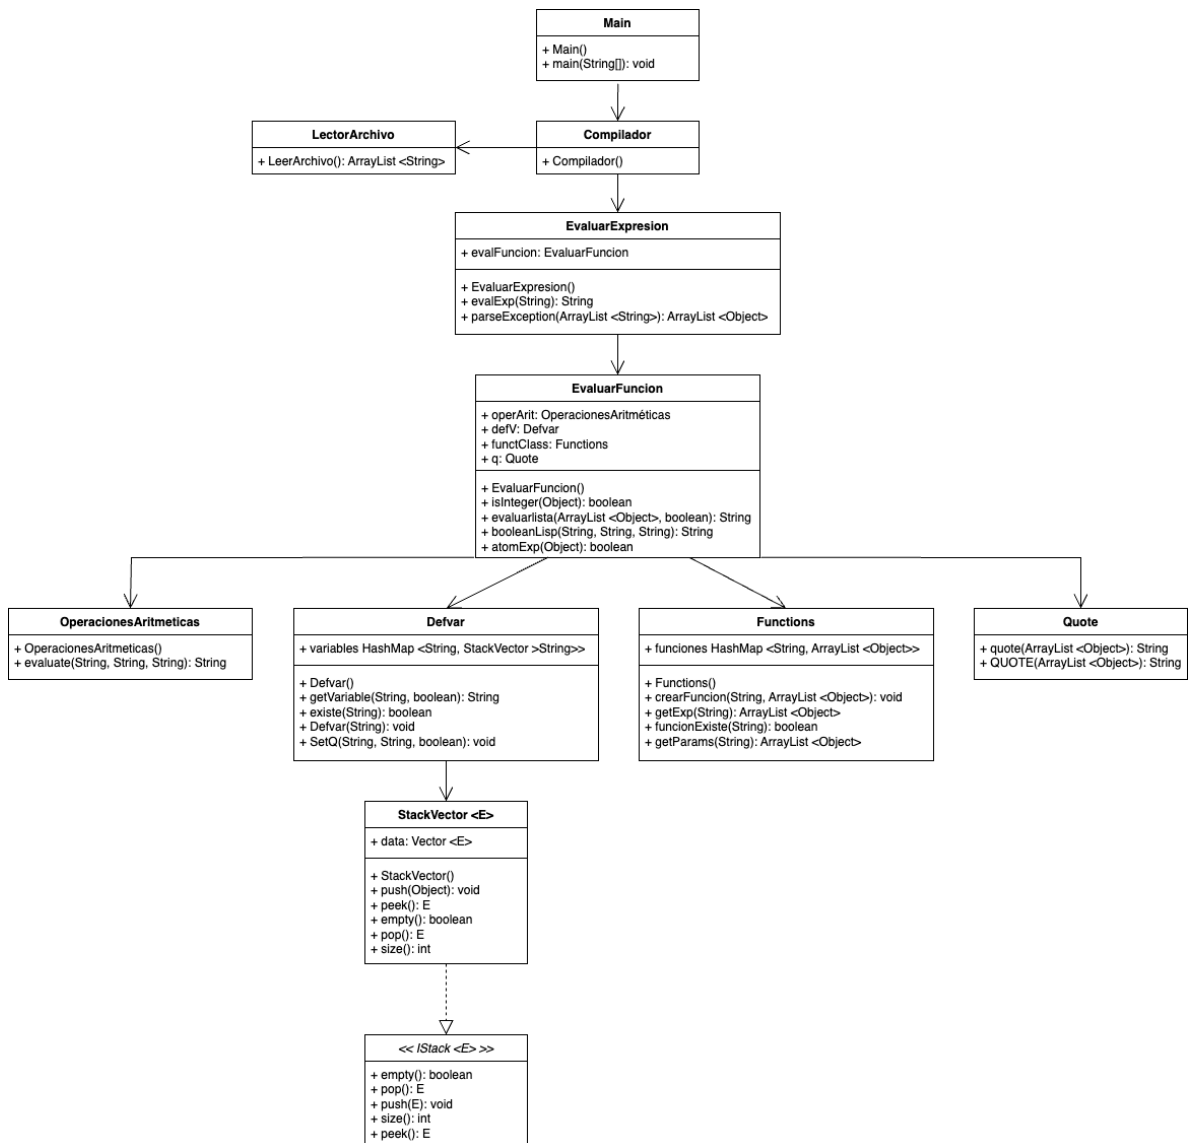 Main
+ Main()
+ main(String[]): void
LectorArchivo
+ LeerArchivo(): ArrayList <String>
Compilador
+ Compilador()
EvaluarExpresion
+ evalFuncion: EvaluarFuncion
+ EvaluarExpresion()
+ evalExp(String): String
+ parseException(ArrayList <String>): ArrayList <Object>
EvaluarFuncion
+ operArit: OperacionesAritméticas
+ defV: Defvar
+ functClass: Functions
+ q: Quote
+ EvaluarFuncion()
+ isInteger(Object): boolean
+ evaluarlista(ArrayList <Object>, boolean): String
+ booleanLisp(String, String, String): String
+ atomExp(Object): boolean
OperacionesAritmeticas
+ OperacionesAritmeticas()
+ evaluate(String, String, String): String
Defvar
+ variables HashMap <String, StackVector >String>>
+ Defvar()
+ getVariable(String, boolean): String
+ existe(String): boolean
+ Defvar(String): void
+ SetQ(String, String, boolean): void
Functions
+ funciones HashMap <String, ArrayList <Object>>
+ Functions()
+ crearFuncion(String, ArrayList <Object>): void
+ getExp(String): ArrayList <Object>
+ funcionExiste(String): boolean
+ getParams(String): ArrayList <Object>
Quote
+ quote(ArrayList <Object>): String
+ QUOTE(ArrayList <Object>): String
StackVector <E>
+ data: Vector <E>
+ StackVector()
+ push(Object): void
+ peek(): E
+ empty(): boolean
+ pop(): E
+ size(): int
<< IStack <E> >>
+ empty(): boolean
+ pop(): E
+ push(E): void
+ size(): int
+ peek(): E